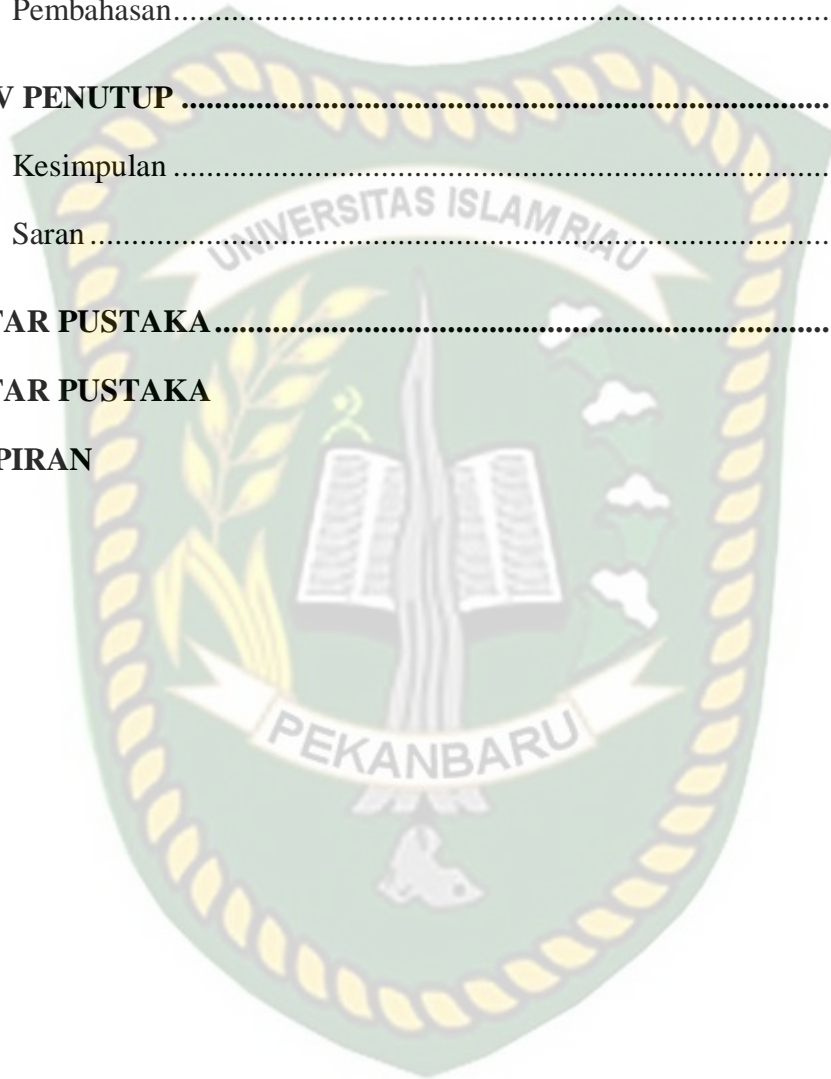 Pembahasan..........................................................................
V PENUTUP ..........................................................................
Kesimpulan ..........................................................................
UNIVERSITAS ISLAM RIAU
Saran ..........................................................................
TAR PUSTAKA..........................................................................
TAR PUSTAKA
PIRAN
PEKANBARU